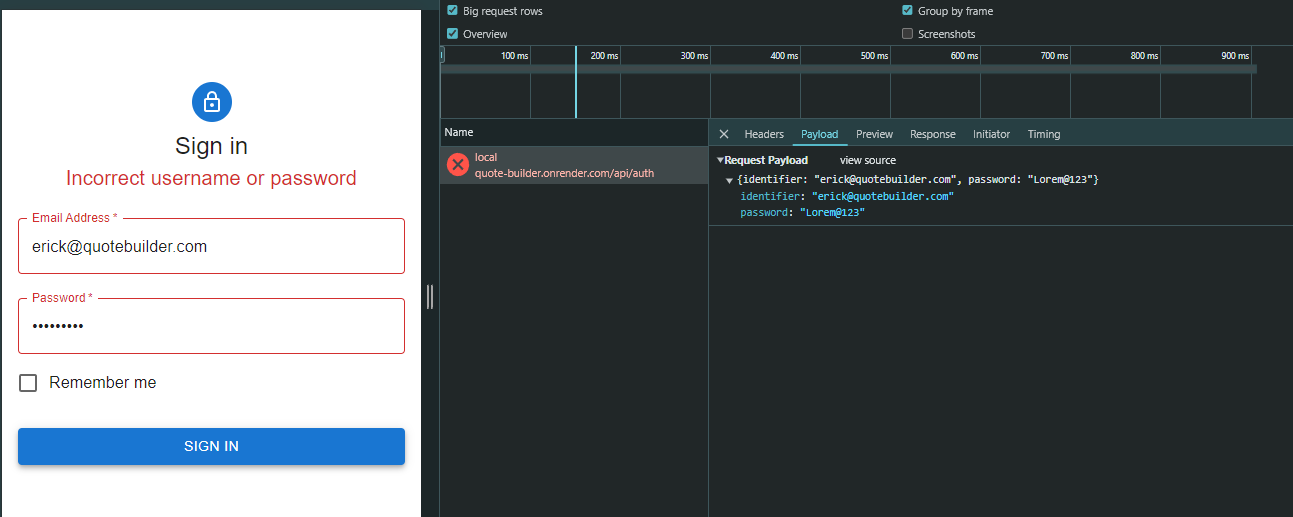 Sign in
Incorrect username or password
Email Address *
erick@quotebuilder.com
Password *
•••••••••
Remember me
SIGN IN
Big request rows
Group by frame
Overview
Screenshots
100 ms 200 ms 300 ms 400 ms 500 ms 600 ms 700 ms 800 ms 900 ms
Name
local
quote-builder.onrender.com/api/auth
Headers Payload Preview Response Initiator Timing
Request Payload view source
{identifier: "erick@quotebuilder.com", password: "Lorem@123"}
identifier: "erick@quotebuilder.com"
password: "Lorem@123"